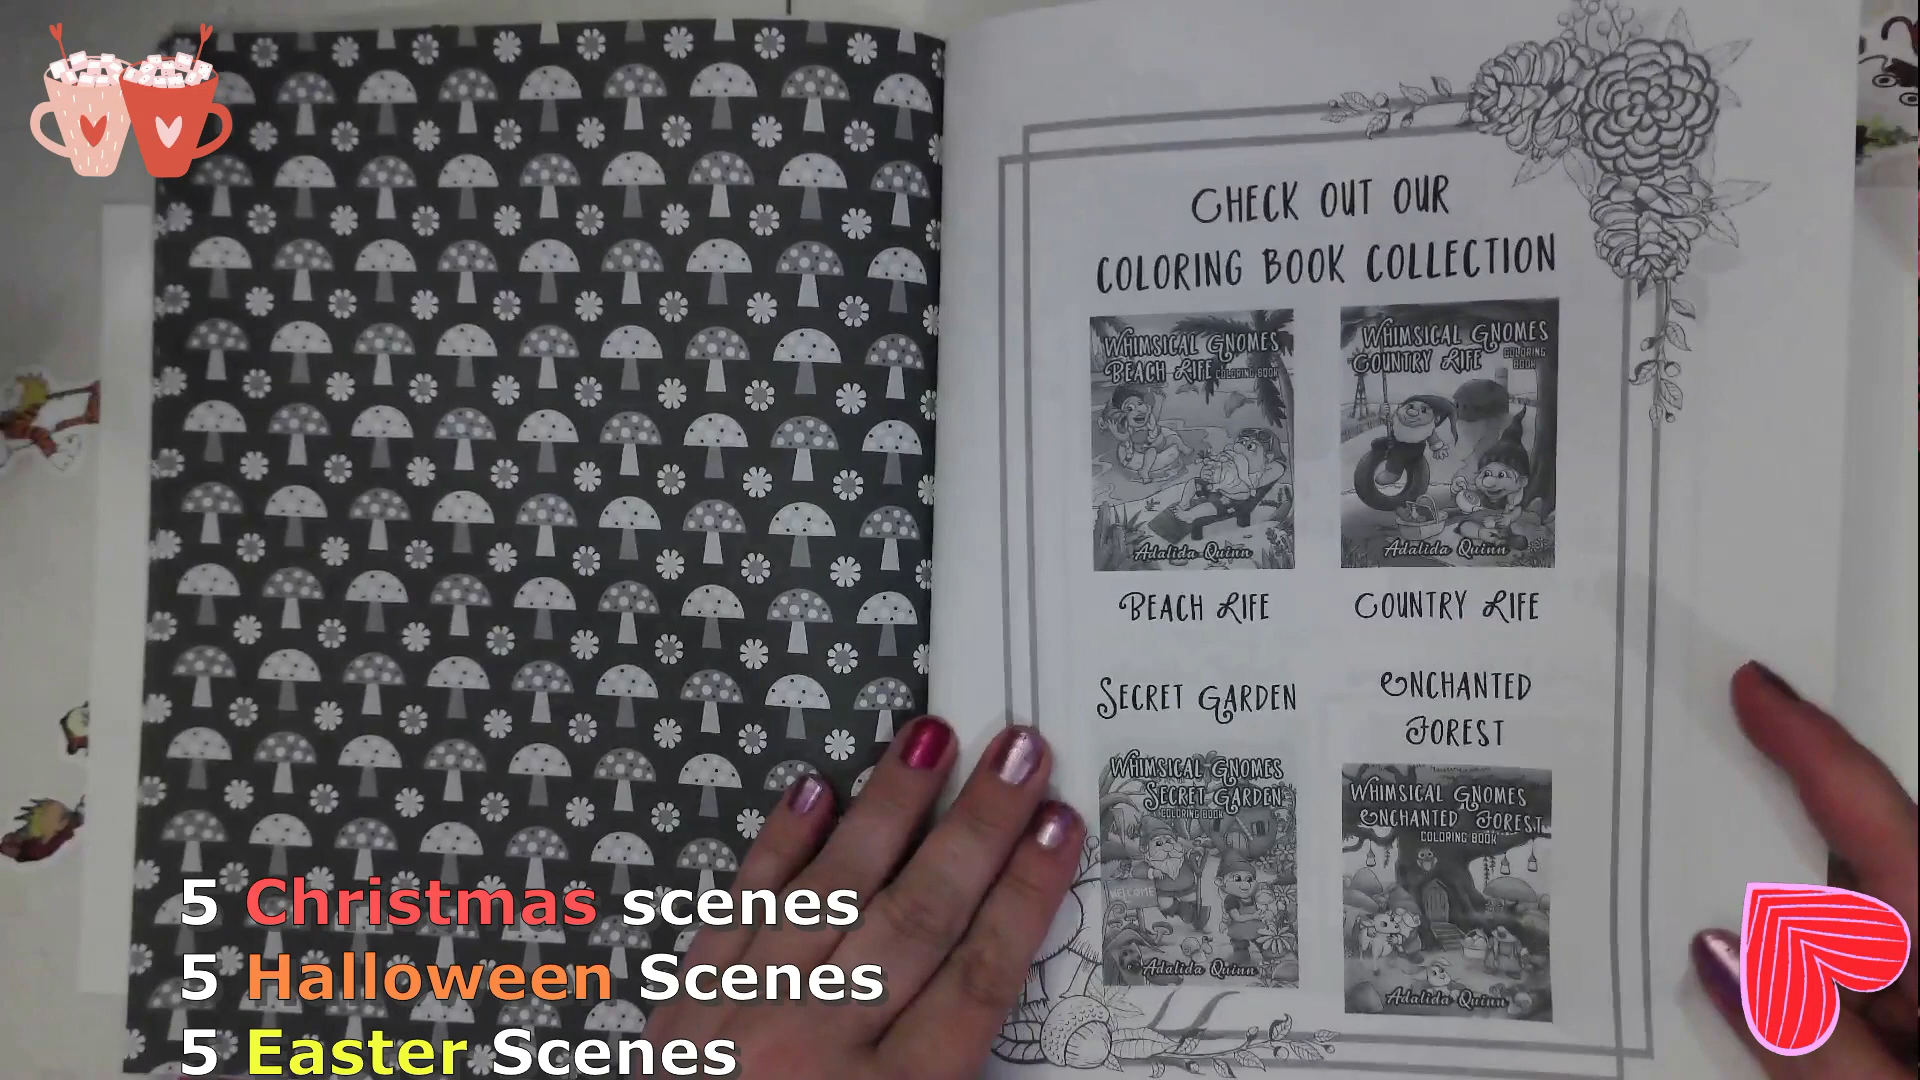 CHECK OUT OUR
COLORING BOOK COLLECTION
WHIMSICAL GNOMES
BEACH LIFE COLORING BOOK
Adalida Quinn
WHIMSICAL GNOMES
COUNTRY LIFE COLORING
BOOK
Adalida Quinn
BEACH LIFE
COUNTRY LIFE
SECRET GARDEN
ENCHANTED
FOREST
WHIMSICAL GNOMES
SECRET GARDEN
COLORING BOOK
WELCOME
Adalida Quinn
WHIMSICAL GNOMES
ENCHANTED FOREST
COLORING BOOK
Adalida Quinn
5 Christmas scenes
5 Halloween Scenes
5 Easter Scenes